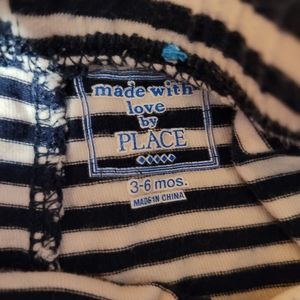 made with
love
by
PLACE
3-6 mos.
MADE IN CHINA